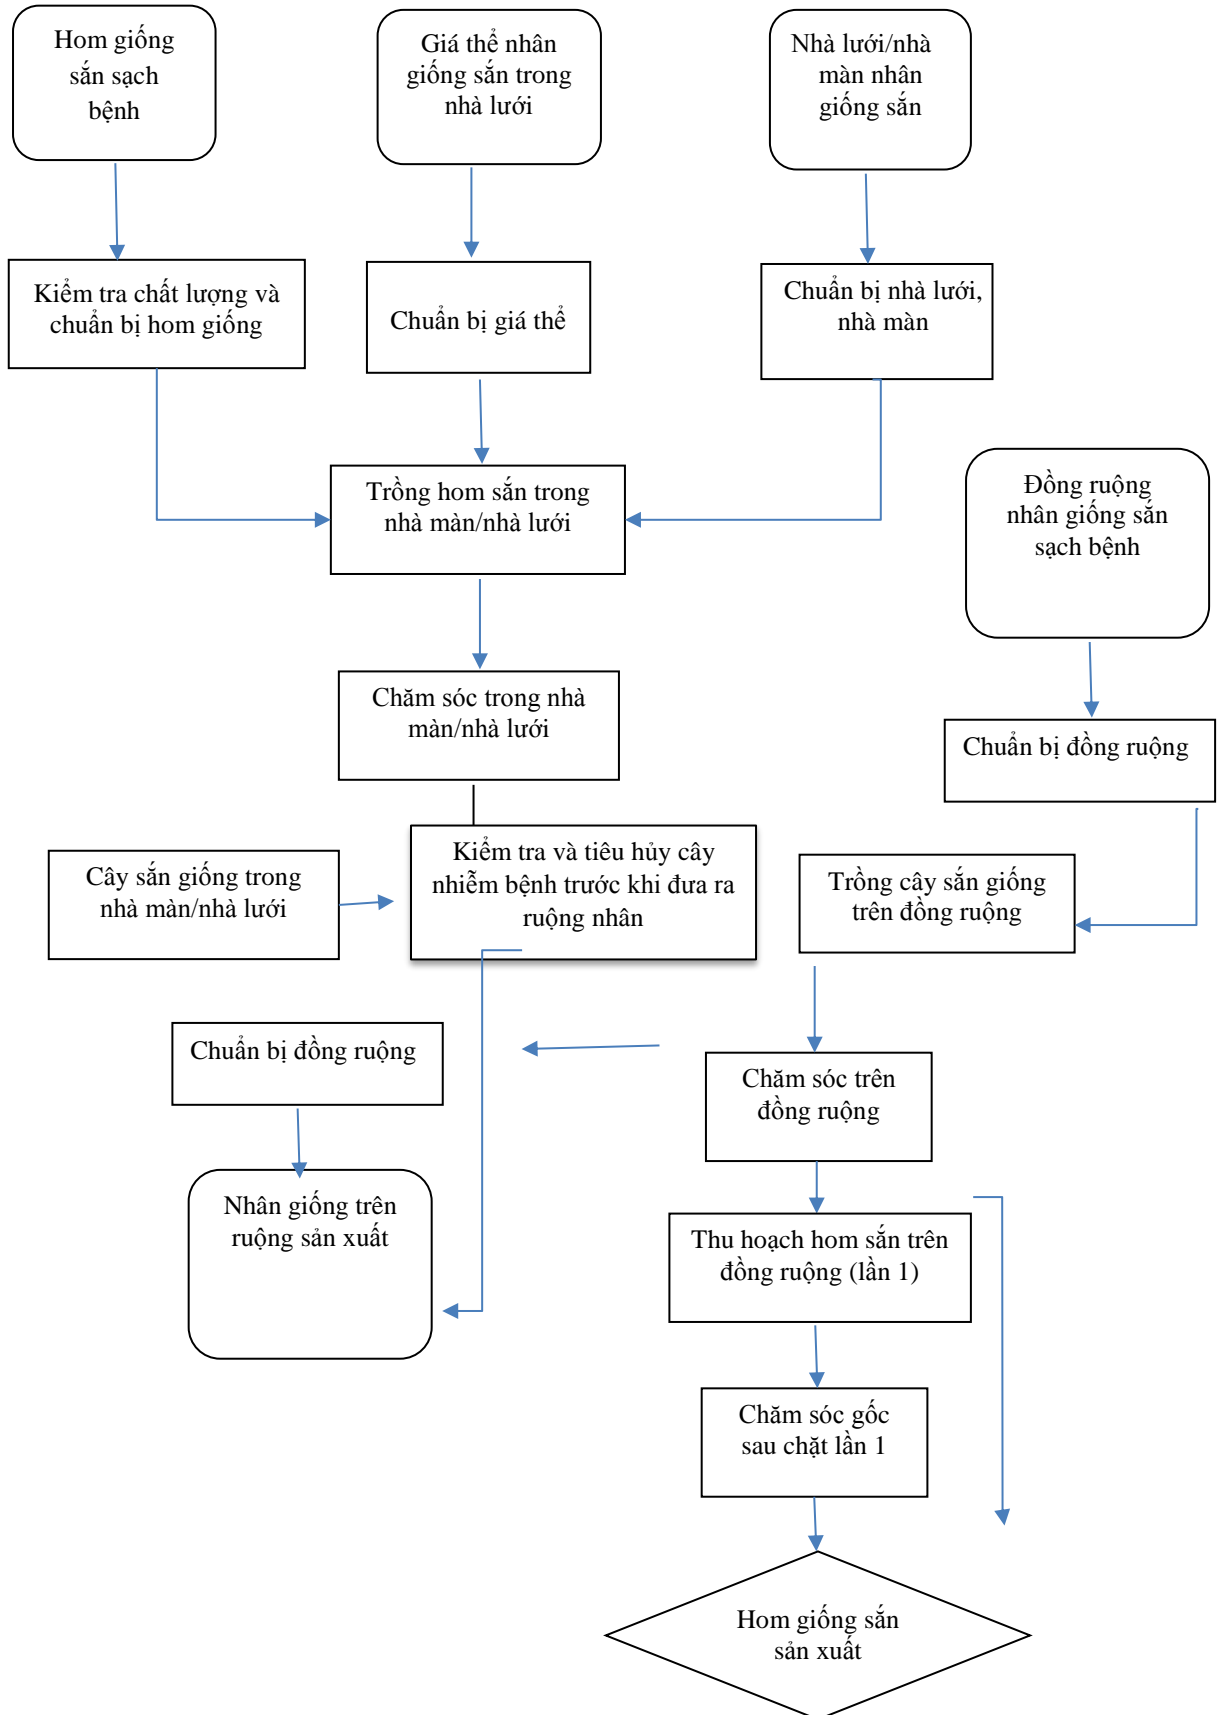 Hom giống
sắn sạch
bệnh
Giá thể nhân
giống sắn trong
nhà lưới
Nhà lưới/nhà
màn nhân
giống sắn
Kiểm tra chất lượng và
chuẩn bị hom giống
Chuẩn bị giá thể
Chuẩn bị nhà lưới,
nhà màn
Trồng hom sắn trong
nhà màn/nhà lưới
Đồng ruộng
nhân giống sắn
sạch bệnh
Chăm sóc trong nhà
màn/nhà lưới
Chuẩn bị đồng ruộng
Cây sắn giống trong
nhà màn/nhà lưới
Kiểm tra và tiêu hủy cây
nhiễm bệnh trước khi đưa ra
ruộng nhân
Trồng cây sắn giống
trên đồng ruộng
Chuẩn bị đồng ruộng
Chăm sóc trên
đồng ruộng
Nhân giống trên
ruộng sản xuất
Thu hoạch hom sắn trên
đồng ruộng (lần 1)
Chăm sóc gốc
sau chặt lần 1
Hom giống sắn
sản xuất